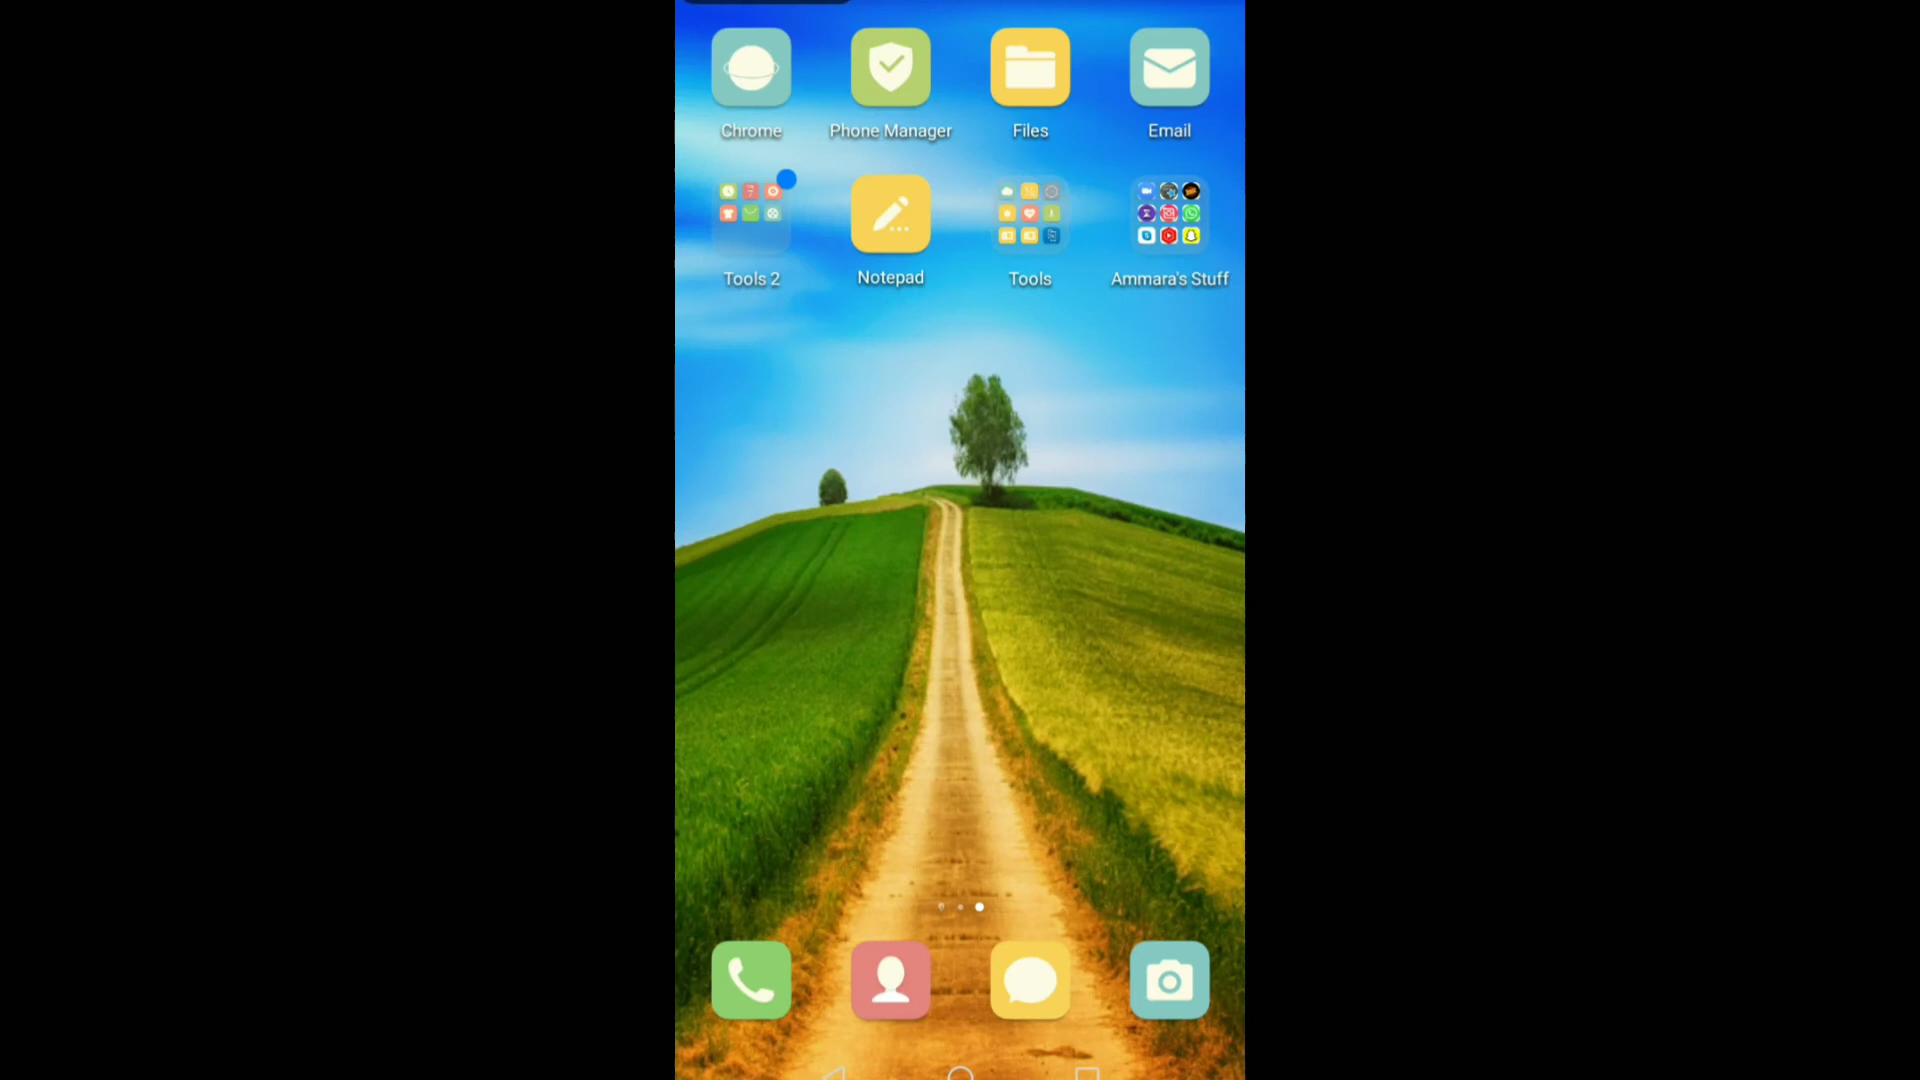 Chrome
Phone Manager
Files
Email
Tools 2
Notepad
Tools
Ammara's Stuff